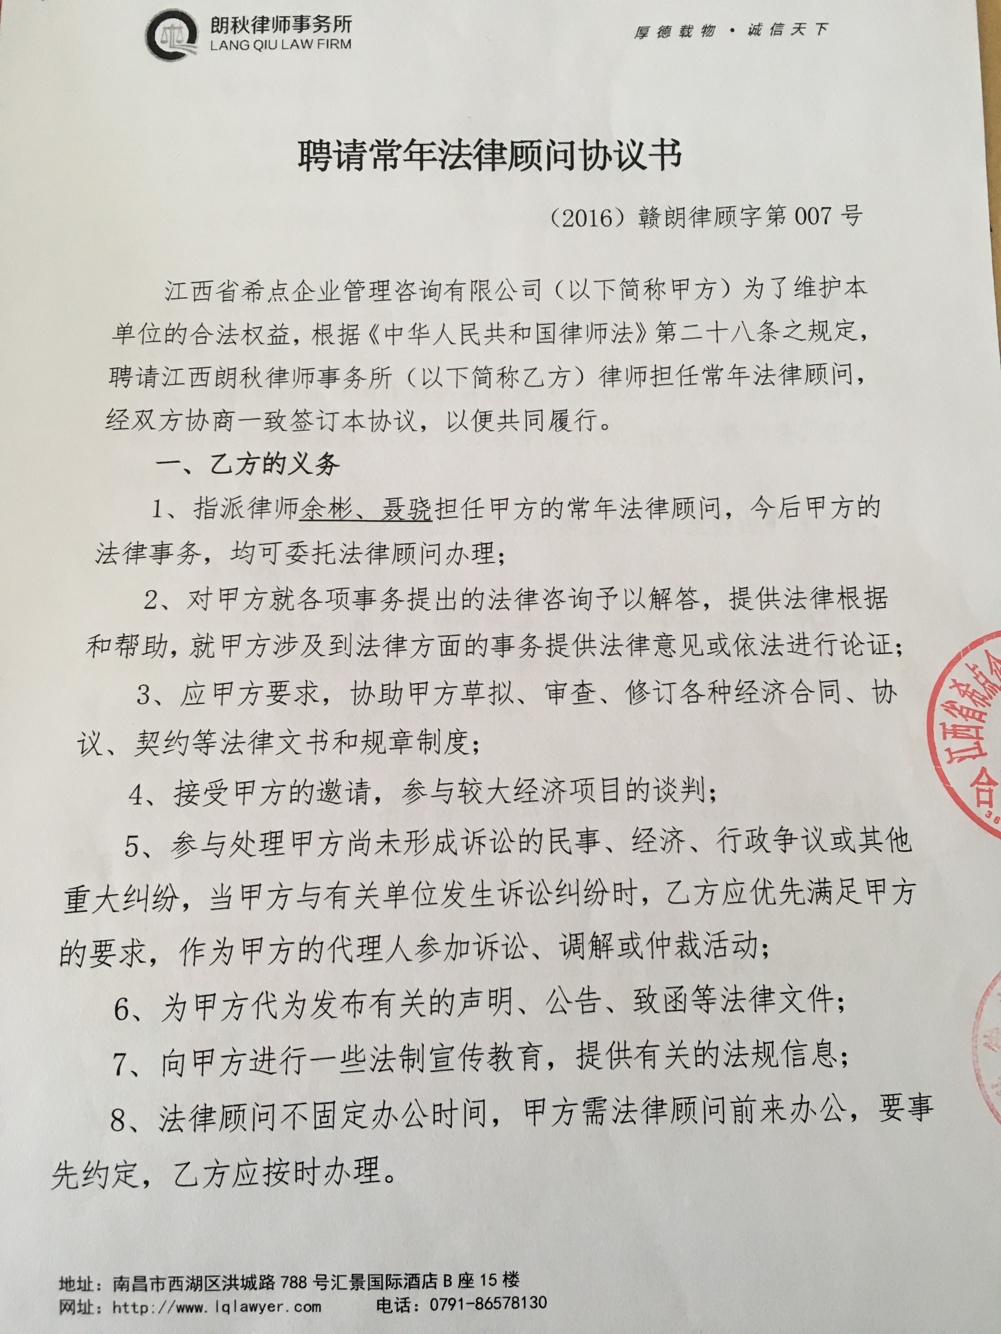 朗秋律师事务所
LANG QIU LAW FIRM
厚德载物·诚信天下
聘请常年法律顾问协议书
（2016）赣朗律顾字第 007 号
江西省希点企业管理咨询有限公司（以下简称甲方）为了维护本
单位的合法权益，根据《中华人民共和国律师法》第二十八条之规定，
聘请江西朗秋律师事务所（以下简称乙方）律师担任常年法律顾问，
经双方协商一致签订本协议，以便共同履行。
一、乙方的义务
1、指派律师余彬、聂骁担任甲方的常年法律顾问，今后甲方的
法律事务，均可委托法律顾问办理；
2、对甲方就各项事务提出的法律咨询予以解答，提供法律根据
和帮助，就甲方涉及到法律方面的事务提供法律意见或依法进行论证；
3、应甲方要求，协助甲方草拟、审查、修订各种经济合同、协
议、契约等法律文书和规章制度；
4、接受甲方的邀请，参与较大经济项目的谈判；
5、参与处理甲方尚未形成诉讼的民事、经济、行政争议或其他
重大纠纷，当甲方与有关单位发生诉讼纠纷时，乙方应优先满足甲方
的要求，作为甲方的代理人参加诉讼、调解或仲裁活动；
6、为甲方代为发布有关的声明、公告、致函等法律文件；
7、向甲方进行一些法制宣传教育，提供有关的法规信息；
8、法律顾问不固定办公时间，甲方需法律顾问前来办公，要事
先约定，乙方应按时办理。
江西省希点企
合
36
地址：南昌市西湖区洪城路 788 号汇景国际酒店 B 座 15 楼
网址：http://www.lqlawyer.com 电话：0791-86578130